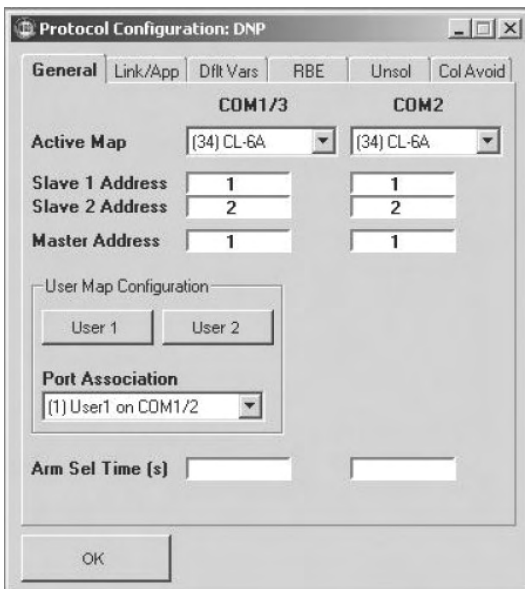 Protocol Configuration: DNP
General Link/App Dflt Vars RBE Unsol Col Avoid
COM1/3 COM2
Active Map (34) CL-6A (34) CL-6A
Slave 1 Address 1 1
Slave 2 Address 2 2
Master Address 1 1
User Map Configuration
User 1 User 2
Port Association
(1) User1 on COM1/2
Arm Sel Time (s)
OK